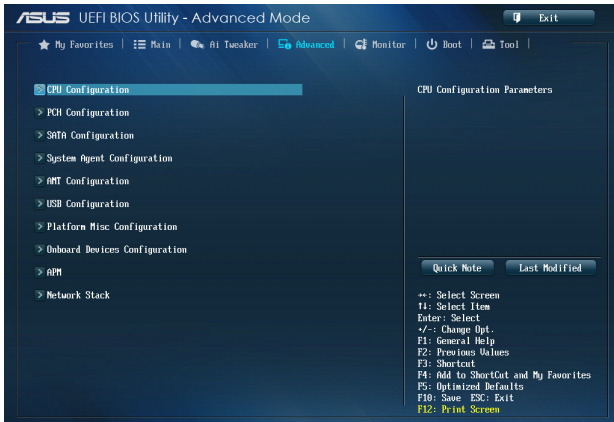 ASUS UEFI BIOS Utility - Advanced Mode
Exit
My Favorites | Main | Ai Tweaker | Advanced | Monitor | Boot | Tool |
> CPU Configuration
CPU Configuration Parameters
> PCH Configuration
> SATA Configuration
> System Agent Configuration
> AMT Configuration
> USB Configuration
> Platform Misc Configuration
> Onboard Devices Configuration
> APM
> Network Stack
Quick Note
Last Modified
→←: Select Screen
↑↓: Select Item
Enter: Select
+/-: Change Opt.
F1: General Help
F2: Previous Values
F3: Shortcut
F4: Add to ShortCut and My Favorites
F5: Optimized Defaults
F10: Save ESC: Exit
F12: Print Screen